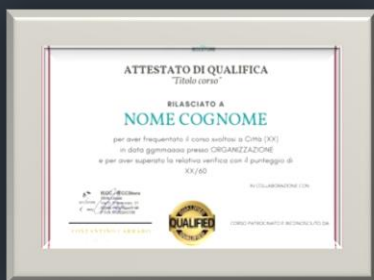 ATTESTATO DI QUALIFICA
"Titolo corso"
RILASCIATO A
NOME COGNOME
per aver frequentato il corso svoltosi a Città (XX)
in data ggmmaaaa presso ORGANIZZAZIONE
e per aver superato la relativa verifica con il punteggio di
XX/60
IN COLLABORAZIONE CON
QUALIFIED
CORSO PATROCINATO E RICONOSCIUTO DA